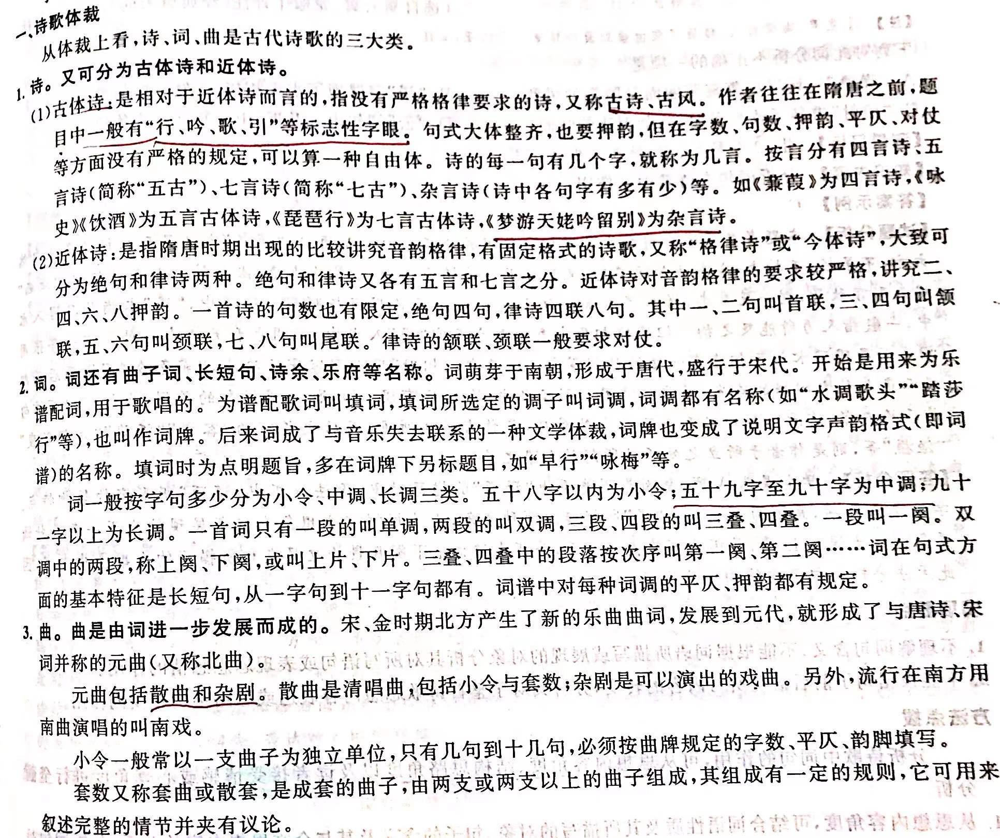 一、诗歌体裁
从体裁上看,诗、词、曲是古代诗歌的三大类。
1. 诗。又可分为古体诗和近体诗。
(1)古体诗:是相对于近体诗而言的,指没有严格格律要求的诗,又称古诗、古风。作者往往在隋唐之前,题
目中一般有“行、吟、歌、引”等标志性字眼。句式大体整齐,也要押韵,但在字数、句数、押韵、平仄、对仗
等方面没有严格的规定,可以算一种自由体。诗的每一句有几个字,就称为几言。按言分有四言诗、五
言诗(简称“五古”)、七言诗(简称“七古”)、杂言诗(诗中各句字有多有少)等。如《蒹葭》为四言诗,《咏
史》《饮酒》为五言古体诗,《琵琶行》为七言古体诗,《梦游天姥吟留别》为杂言诗。
(2)近体诗:是指隋唐时期出现的比较讲究音韵格律,有固定格式的诗歌,又称“格律诗”或“今体诗”,大致可
分为绝句和律诗两种。绝句和律诗又各有五言和七言之分。近体诗对音韵格律的要求较严格,讲究二、
四、六、八押韵。一首诗的句数也有限定,绝句四句,律诗四联八句。其中一、二句叫首联,三、四句叫颔
联,五、六句叫颈联,七、八句叫尾联。律诗的颔联、颈联一般要求对仗。
2. 词。词还有曲子词、长短句、诗余、乐府等名称。词萌芽于南朝,形成于唐代,盛行于宋代。开始是用来为乐
谱配词,用于歌唱的。为谱配歌词叫填词,填词所选定的调子叫词调,词调都有名称(如“水调歌头”“踏莎
行”等),也叫作词牌。后来词成了与音乐失去联系的一种文学体裁,词牌也变成了说明文字声韵格式(即词
谱)的名称。填词时为点明题旨,多在词牌下另标题目,如“早行”“咏梅”等。
词一般按字句多少分为小令、中调、长调三类。五十八字以内为小令;五十九字至九十字为中调;九十
一字以上为长调。一首词只有一段的叫单调,两段的叫双调,三段、四段的叫三叠、四叠。一段叫一阕。双
调中的两段,称上阕、下阕,或叫上片、下片。三叠、四叠中的段落按次序叫第一阕、第二阕……词在句式方
面的基本特征是长短句,从一字句到十一字句都有。词谱中对每种词调的平仄、押韵都有规定。
3. 曲。曲是由词进一步发展而成的。宋、金时期北方产生了新的乐曲曲词,发展到元代,就形成了与唐诗、宋
词并称的元曲(又称北曲)。
元曲包括散曲和杂剧。散曲是清唱曲,包括小令与套数;杂剧是可以演出的戏曲。另外,流行在南方用
南曲演唱的叫南戏。
小令一般常以一支曲子为独立单位,只有几句到十几句,必须按曲牌规定的字数、平仄、韵脚填写。
套数又称套曲或散套,是成套的曲子,由两支或两支以上的曲子组成,其组成有一定的规则,它可用来
叙述完整的情节并夹有议论。